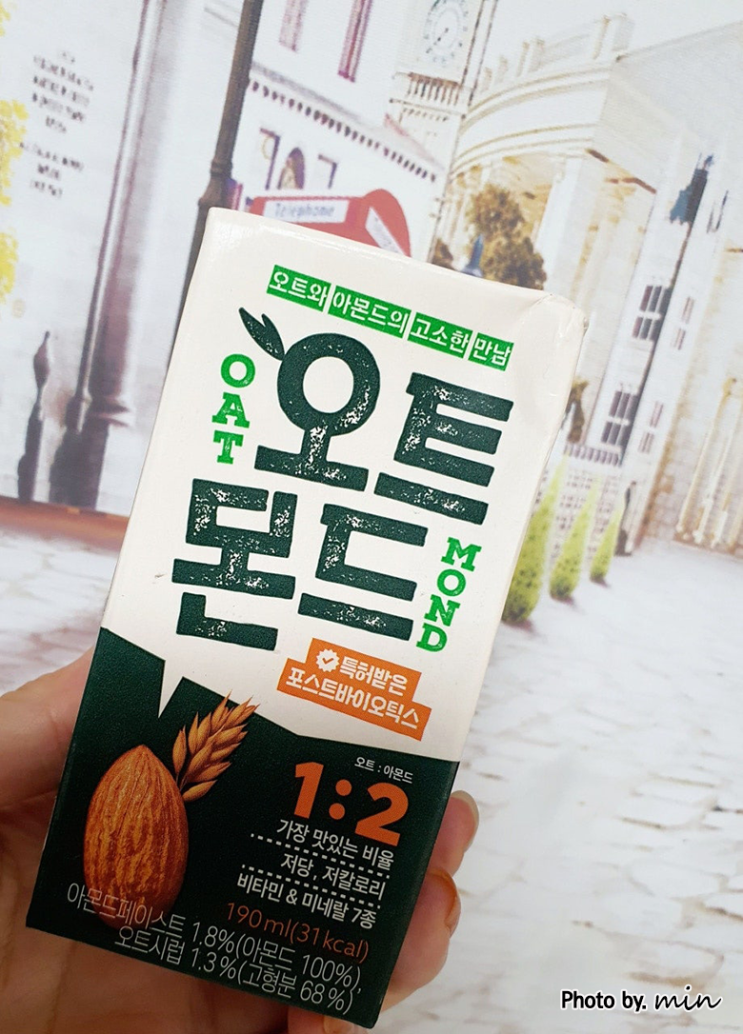 Telephone
오트와 아몬드의 고소한 만남
OAT
오트
몬드
MOND
특허받은
포스트바이오틱스
오트 : 아몬드
1:2
가장 맛있는 비율
저당, 저칼로리
비타민 & 미네랄 7종
190 ml(31 kcal)
아몬드페이스트 1.8%(아몬드 100%),
오트시럽 1.3%(고형분 68%)
Photo by. min